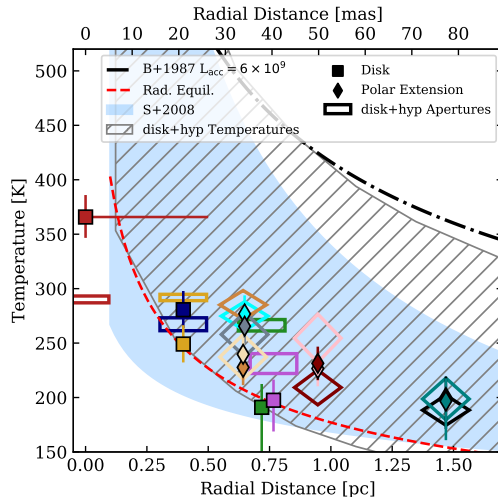 Radial Distance [mas]
0 10 20 30 40 50 60 70 80
B+1987 L_acc = 6 × 10^9
Rad. Equil.
S+2008
disk+hyp Temperatures
Disk
Polar Extension
disk+hyp Apertures
Temperature [K]
500
450
400
350
300
250
200
150
0.00 0.25 0.50 0.75 1.00 1.25 1.50
Radial Distance [pc]